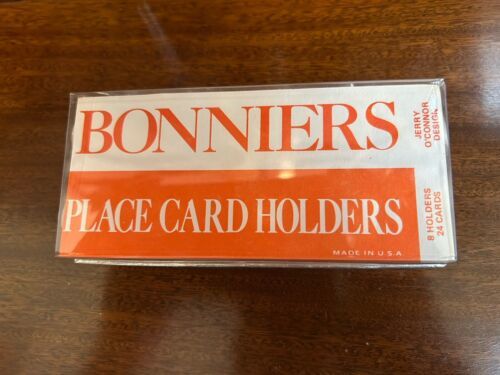 BONNIERS
PLACE CARD HOLDERS
MADE IN U.S.A
JERRY
O'CONNOR
DESIGN
8 HOLDERS
24 CARDS